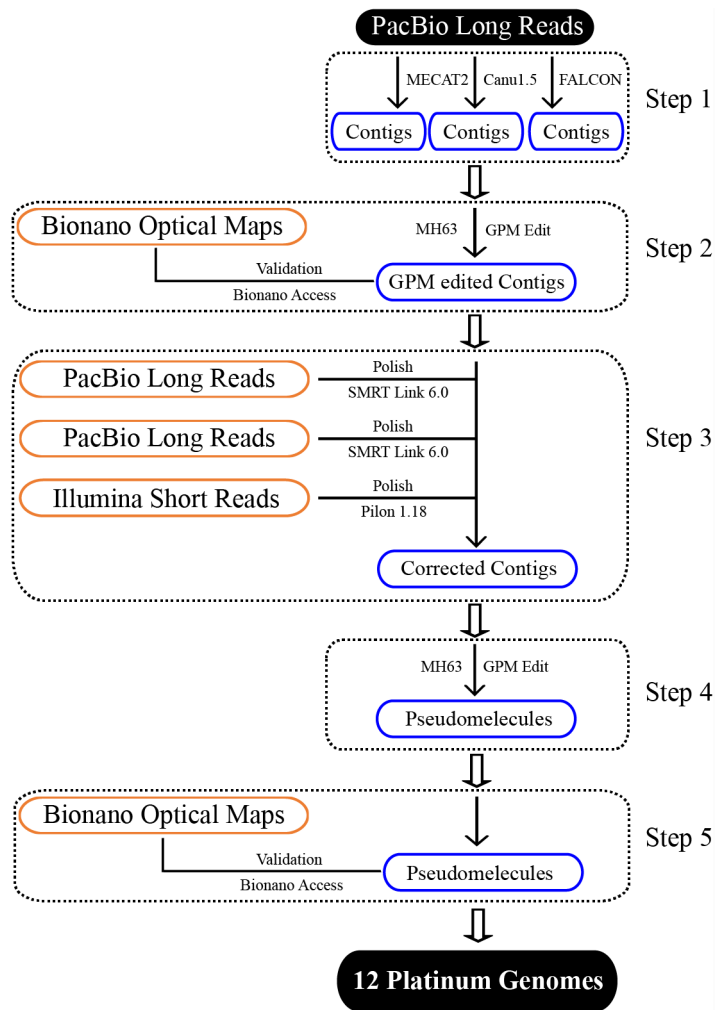 PacBio Long Reads
MECAT2 Canu1.5 FALCON
Step 1
Contigs Contigs Contigs
Bionano Optical Maps
MH63 GPM Edit
Step 2
Validation
GPM edited Contigs
Bionano Access
Polish
PacBio Long Reads
SMRT Link 6.0
Polish
PacBio Long Reads
SMRT Link 6.0
Step 3
Polish
Illumina Short Reads
Pilon 1.18
Corrected Contigs
MH63 GPM Edit
Step 4
Pseudomelecules
Bionano Optical Maps
Step 5
Validation
Pseudomelecules
Bionano Access
12 Platinum Genomes